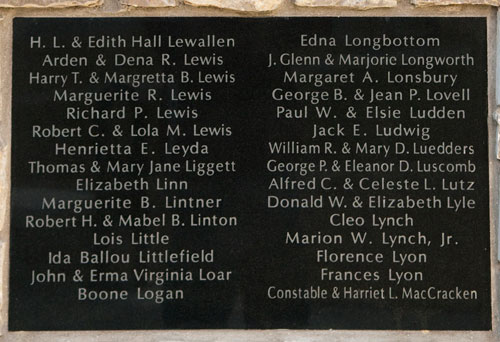 H. L. & Edith Hall Lewallen
Arden & Dena R. Lewis
Harry T. & Margretta B. Lewis
Marguerite R. Lewis
Richard P. Lewis
Robert C. & Lola M. Lewis
Henrietta E. Leyda
Thomas & Mary Jane Liggett
Elizabeth Linn
Marguerite B. Lintner
Robert H. & Mabel B. Linton
Lois Little
Ida Ballou Littlefield
John & Erma Virginia Loar
Boone Logan
Edna Longbottom
J. Glenn & Marjorie Longworth
Margaret A. Lonsbury
George B. & Jean P. Lovell
Paul W. & Elsie Ludden
Jack E. Ludwig
William R. & Mary D. Luedders
George P. & Eleanor D. Luscomb
Alfred C. & Celeste L. Lutz
Donald W. & Elizabeth Lyle
Cleo Lynch
Marion W. Lynch, Jr.
Florence Lyon
Frances Lyon
Constable & Harriet L. MacCracken